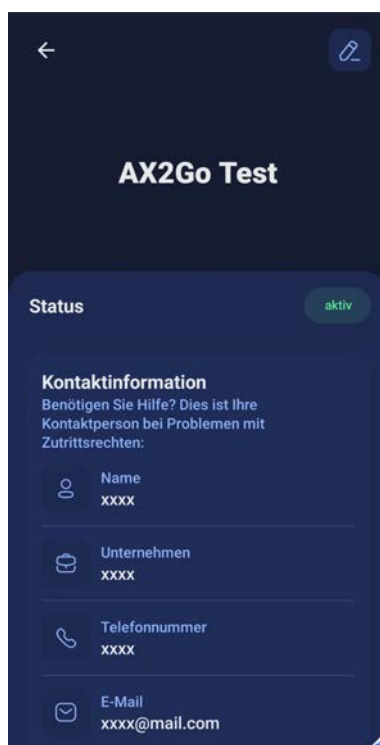 AX2Go Test
Status
aktiv
Kontaktinformation
Benötigen Sie Hilfe? Dies ist Ihre
Kontaktperson bei Problemen mit
Zutrittsrechten:
Name
xxxx
Unternehmen
xxxx
Telefonnummer
xxxx
E-Mail
xxxx@mail.com